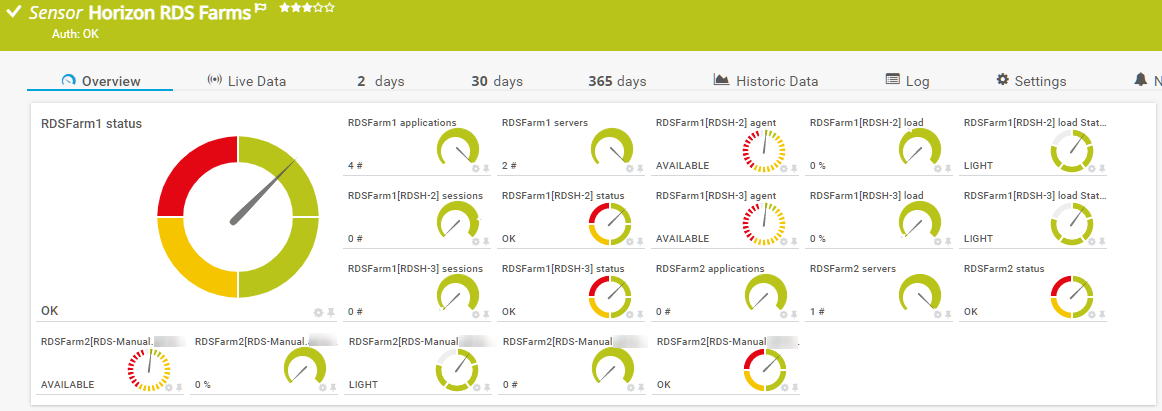 Sensor Horizon RDS Farms
Auth: OK
Overview
Live Data
2 days
30 days
365 days
Historic Data
Log
Settings
N
RDSFarm1 status
OK
RDSFarm1 applications
4 #
RDSFarm1 servers
2 #
RDSFarm1[RDSH-2] agent
AVAILABLE
RDSFarm1[RDSH-2] load
0 %
RDSFarm1[RDSH-2] load Stat...
LIGHT
RDSFarm1[RDSH-2] sessions
0 #
RDSFarm1[RDSH-2] status
OK
RDSFarm1[RDSH-3] agent
AVAILABLE
RDSFarm1[RDSH-3] load
0 %
RDSFarm1[RDSH-3] load Stat...
LIGHT
RDSFarm1[RDSH-3] sessions
0 #
RDSFarm1[RDSH-3] status
OK
RDSFarm2 applications
0 #
RDSFarm2 servers
1 #
RDSFarm2 status
OK
RDSFarm2[RDS-Manual.
AVAILABLE
RDSFarm2[RDS-Manual.
0 %
RDSFarm2[RDS-Manual
LIGHT
RDSFarm2[RDS-Manual
0 #
RDSFarm2[RDS-Manual .
OK